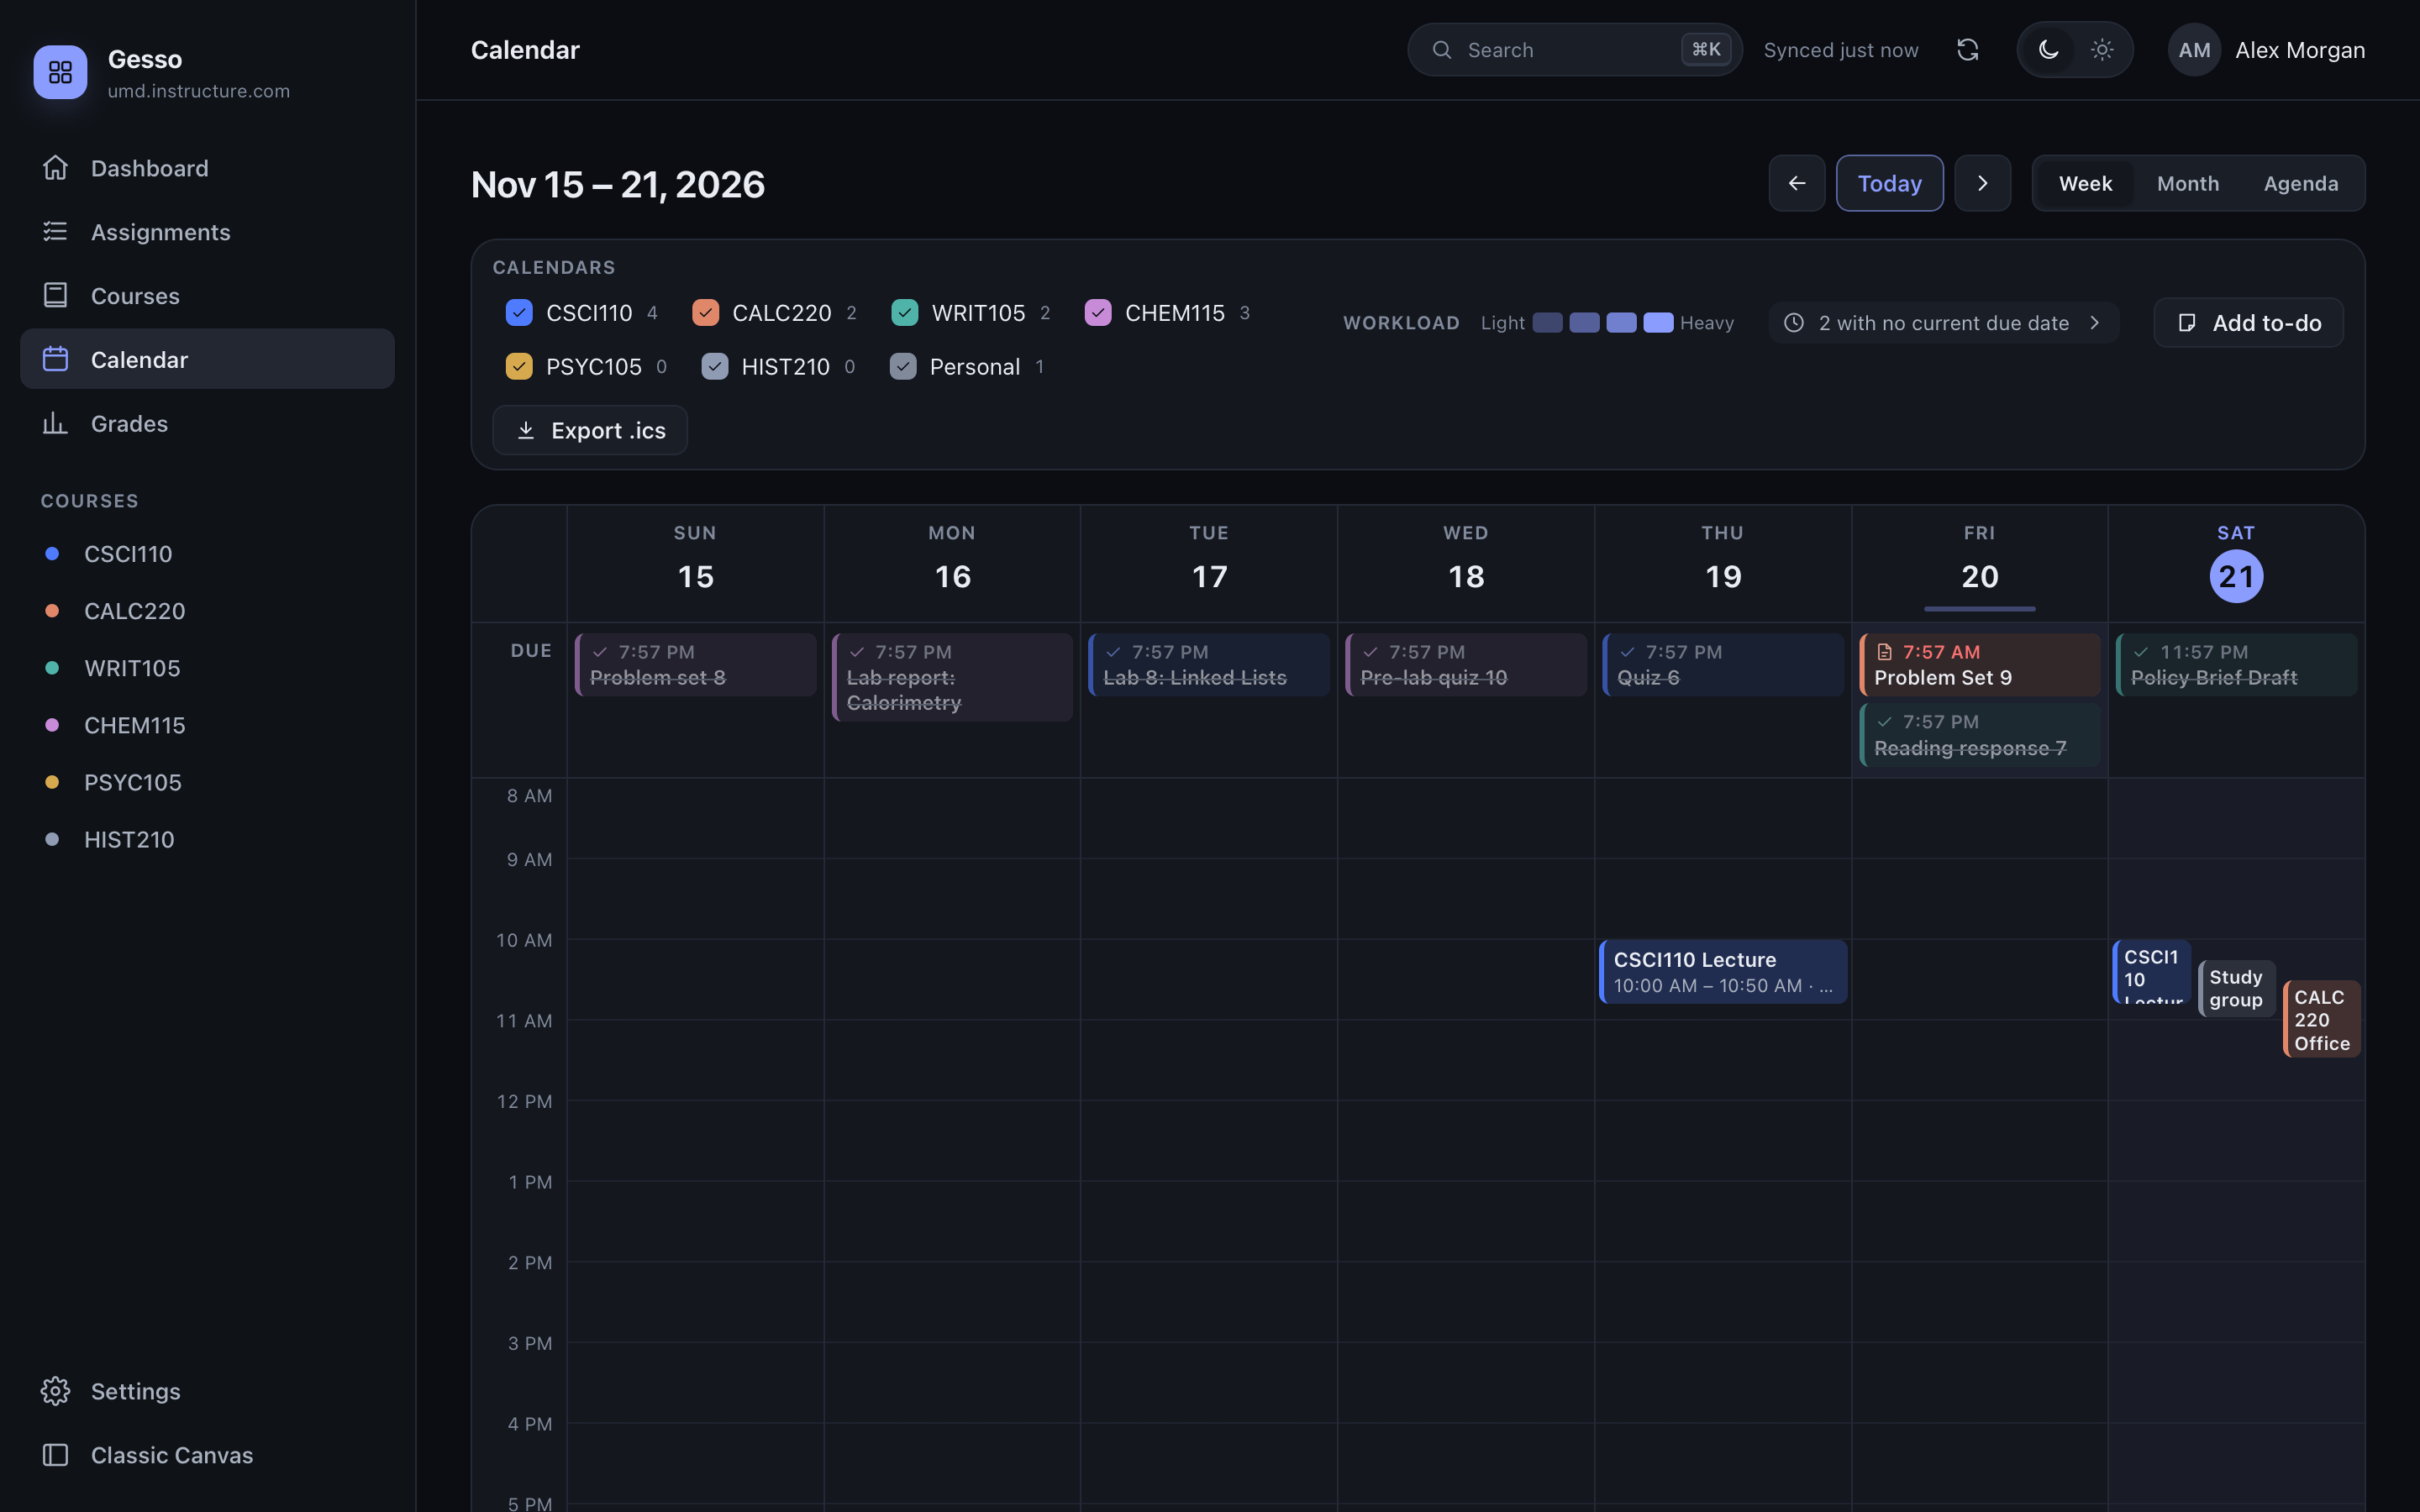 Gesso
umd.instructure.com
Dashboard
Assignments
Courses
Calendar
Grades
COURSES
CSCI110
CALC220
WRIT105
CHEM115
PSYC105
HIST210
Settings
Classic Canvas
Calendar
Search
⌘K
Synced just now
AM
Alex Morgan
Nov 15 – 21, 2026
Today
Week
Month
Agenda
CALENDARS
CSCI110 4
CALC220 2
WRIT105 2
CHEM115 3
PSYC105 0
HIST210 0
Personal 1
WORKLOAD
Light
Heavy
2 with no current due date
Add to-do
Export .ics
SUN
15
MON
16
TUE
17
WED
18
THU
19
FRI
20
SAT
21
DUE
7:57 PM
Problem set 8
7:57 PM
Lab report:
Calorimetry
7:57 PM
Lab 8: Linked Lists
7:57 PM
Pre-lab quiz 10
7:57 PM
Quiz 6
7:57 AM
Problem Set 9
7:57 PM
Reading response 7
11:57 PM
Policy Brief Draft
8 AM
9 AM
10 AM
11 AM
12 PM
1 PM
2 PM
3 PM
4 PM
5 PM
CSCI110 Lecture
10:00 AM – 10:50 AM · ...
CSCI1
10
Lectur
Study
group
CALC
220
Office